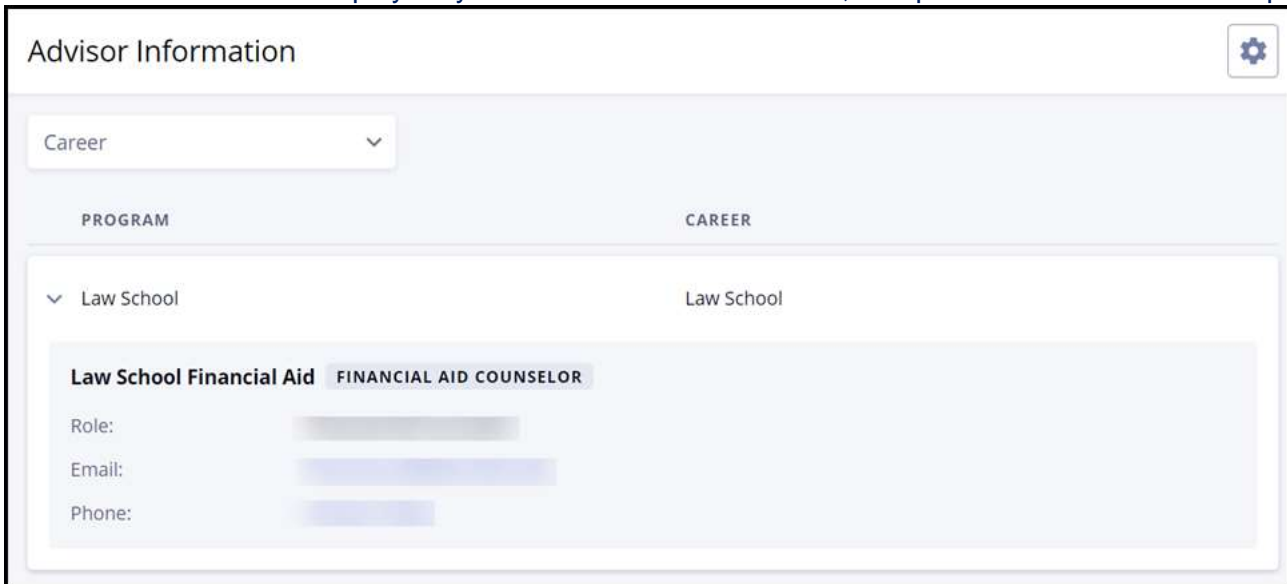 Advisor Information
Career
PROGRAM CAREER
Law School Law School
Law School Financial Aid FINANCIAL AID COUNSELOR
Role:
Email:
Phone: